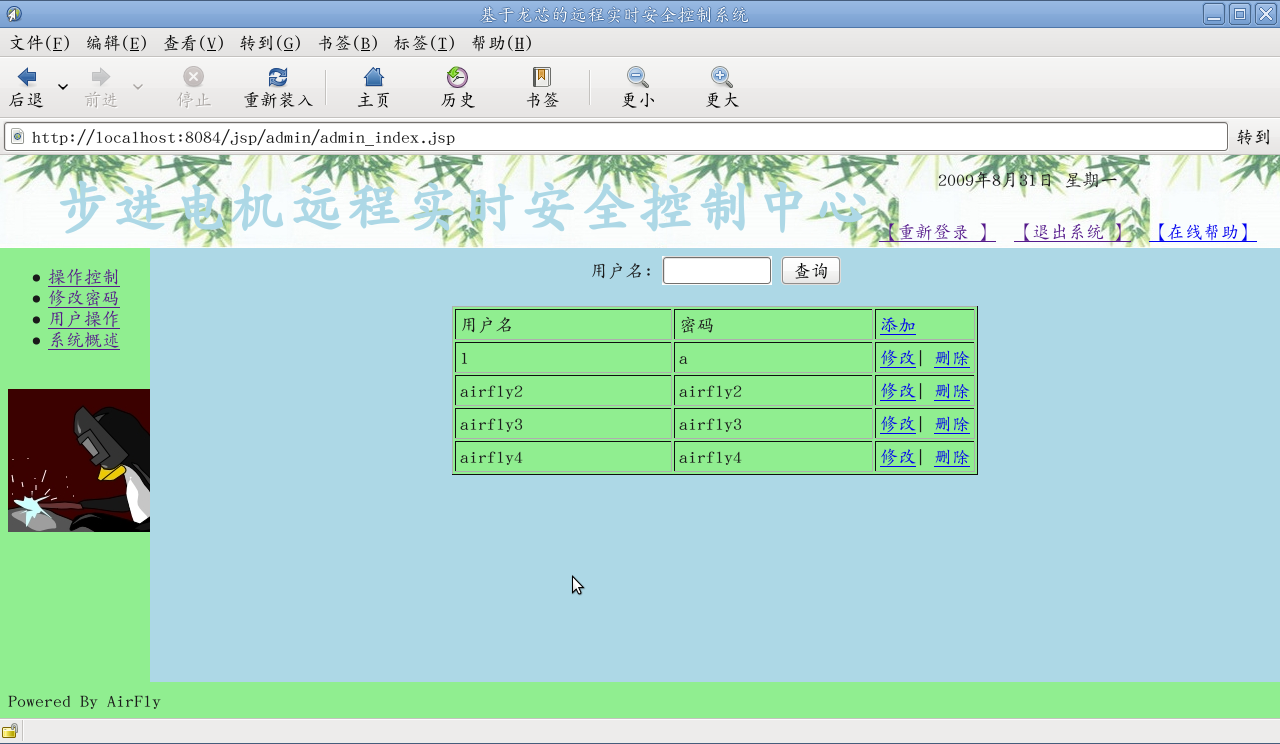 基于龙芯的远程实时安全控制系统
文件(F) 编辑(E) 查看(V) 转到(G) 书签(B) 标签(T) 帮助(H)
后退 前进 停止 重新装入 主页 历史 书签 更小 更大
http://localhost:8084/jsp/admin/admin_index.jsp 转到
2009年8月31日 星期一
步进电机远程实时安全控制中心
【重新登录 】 【退出系统 】 【在线帮助】
操作控制
修改密码
用户操作
系统概述
用户名: 查询
用户名 密码 添加
1 a 修改| 删除
airfly2 airfly2 修改| 删除
airfly3 airfly3 修改| 删除
airfly4 airfly4 修改| 删除
Powered By AirFly